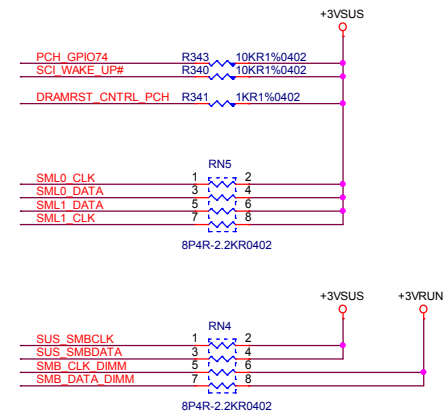 +3VSUS
PCH_GPIO74 R343 10KR1%0402
SCI_WAKE_UP# R340 10KR1%0402
DRAMRST_CNTRL_PCH R341 1KR1%0402
RN5
SML0_CLK 1 2
SML0_DATA 3 4
SML1_DATA 5 6
SML1_CLK 7 8
8P4R-2.2KR0402
+3VSUS +3VRUN
RN4
SUS_SMBCLK 1 2
SUS_SMBDATA 3 4
SMB_CLK_DIMM 5 6
SMB_DATA_DIMM 7 8
8P4R-2.2KR0402